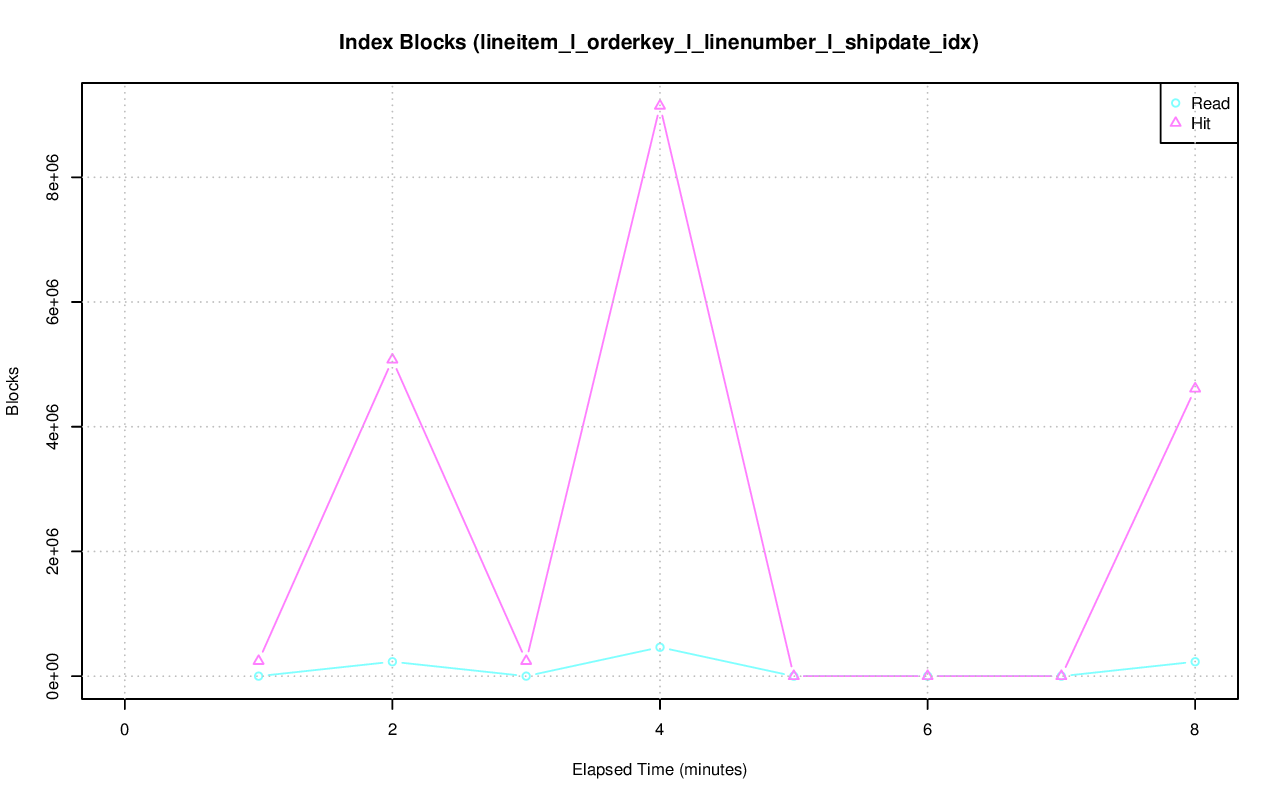 Index Blocks (lineitem_l_orderkey_l_linenumber_l_shipdate_idx)
Read
Hit
8e+06
6e+06
4e+06
2e+06
0e+00
Blocks
0 2 4 6 8
Elapsed Time (minutes)